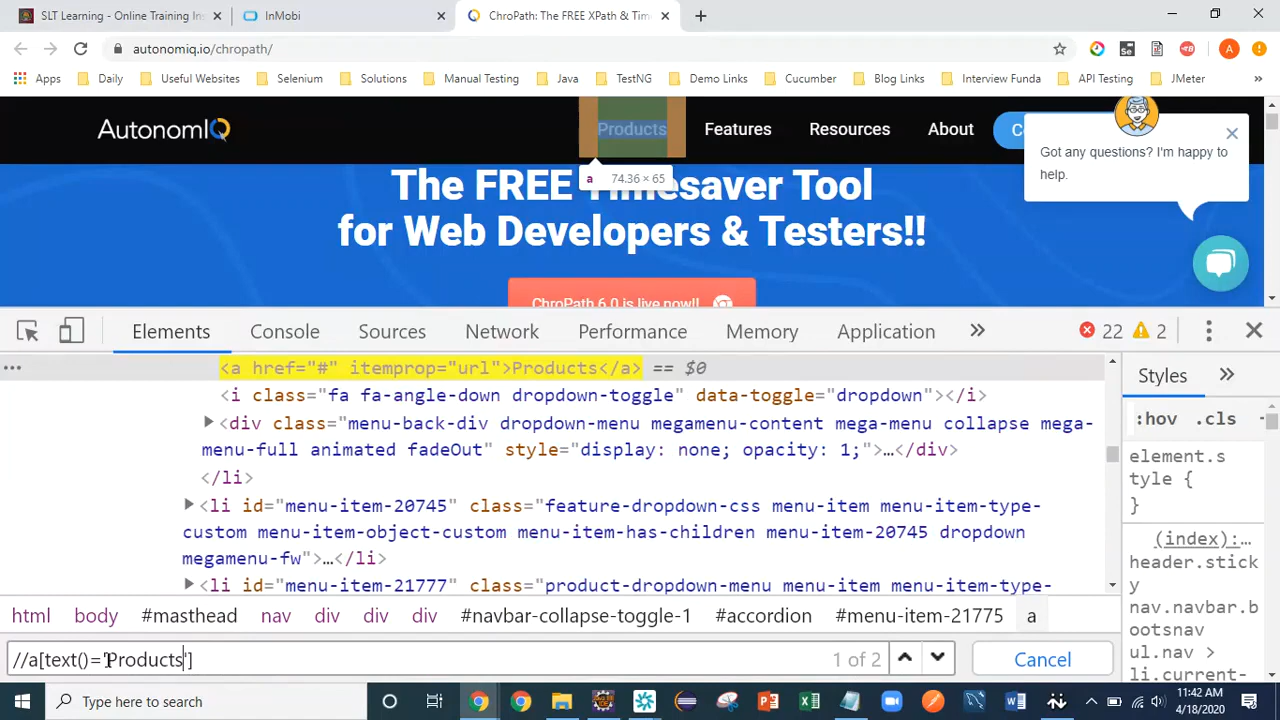 SLT Learning - Online Training Ins
InMobi
ChroPath: The FREE XPath & Tim
autonomiq.io/chropath/
Apps Daily Useful Websites Selenium Solutions Manual Testing Java TestNG Demo Links Cucumber Blog Links Interview Funda API Testing JMeter »
AutonomIQ Products Features Resources About
Got any questions? I'm happy to
help.
a 74.36 × 65
The FREE Timesaver Tool
for Web Developers & Testers!!
ChroPath 6.0 is live now!!
Elements Console Sources Network Performance Memory Application » 22 2
<a href="#" itemprop="url">Products</a> == $0
<i class="fa fa-angle-down dropdown-toggle" data-toggle="dropdown"></i>
<div class="menu-back-div dropdown-menu megamenu-content mega-menu collapse mega-
menu-full animated fadeOut" style="display: none; opacity: 1;">…</div>
</li>
<li id="menu-item-20745" class="feature-dropdown-css menu-item menu-item-type-
custom menu-item-object-custom menu-item-has-children menu-item-20745 dropdown
megamenu-fw">…</li>
<li id="menu-item-21777" class="product-dropdown-menu menu-item menu-item-type-
Styles »
:hov .cls
element.s
tyle {
}
(index):…
header.stick
y
nav.navbar.b
ootsnav
ul.nav >
li.current-
html body #masthead nav div div div #navbar-collapse-toggle-1 #accordion #menu-item-21775 a
//a[text()='Products'] 1 of 2 Cancel
Type here to search
11:42 AM
4/18/2020